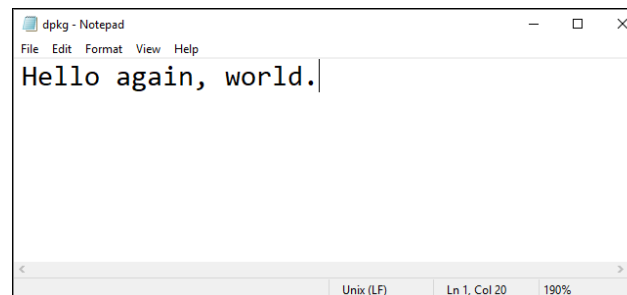 dpkg - Notepad
File Edit Format View Help
Hello again, world.
Unix (LF) Ln 1, Col 20 190%